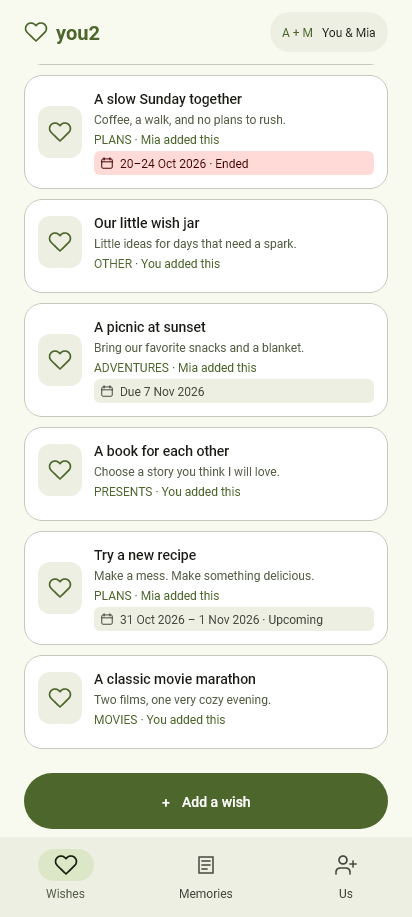 you2
A + M You & Mia
A slow Sunday together
Coffee, a walk, and no plans to rush.
PLANS · Mia added this
20–24 Oct 2026 · Ended
Our little wish jar
Little ideas for days that need a spark.
OTHER · You added this
A picnic at sunset
Bring our favorite snacks and a blanket.
ADVENTURES · Mia added this
Due 7 Nov 2026
A book for each other
Choose a story you think I will love.
PRESENTS · You added this
Try a new recipe
Make a mess. Make something delicious.
PLANS · Mia added this
31 Oct 2026 – 1 Nov 2026 · Upcoming
A classic movie marathon
Two films, one very cozy evening.
MOVIES · You added this
+ Add a wish
Wishes Memories Us